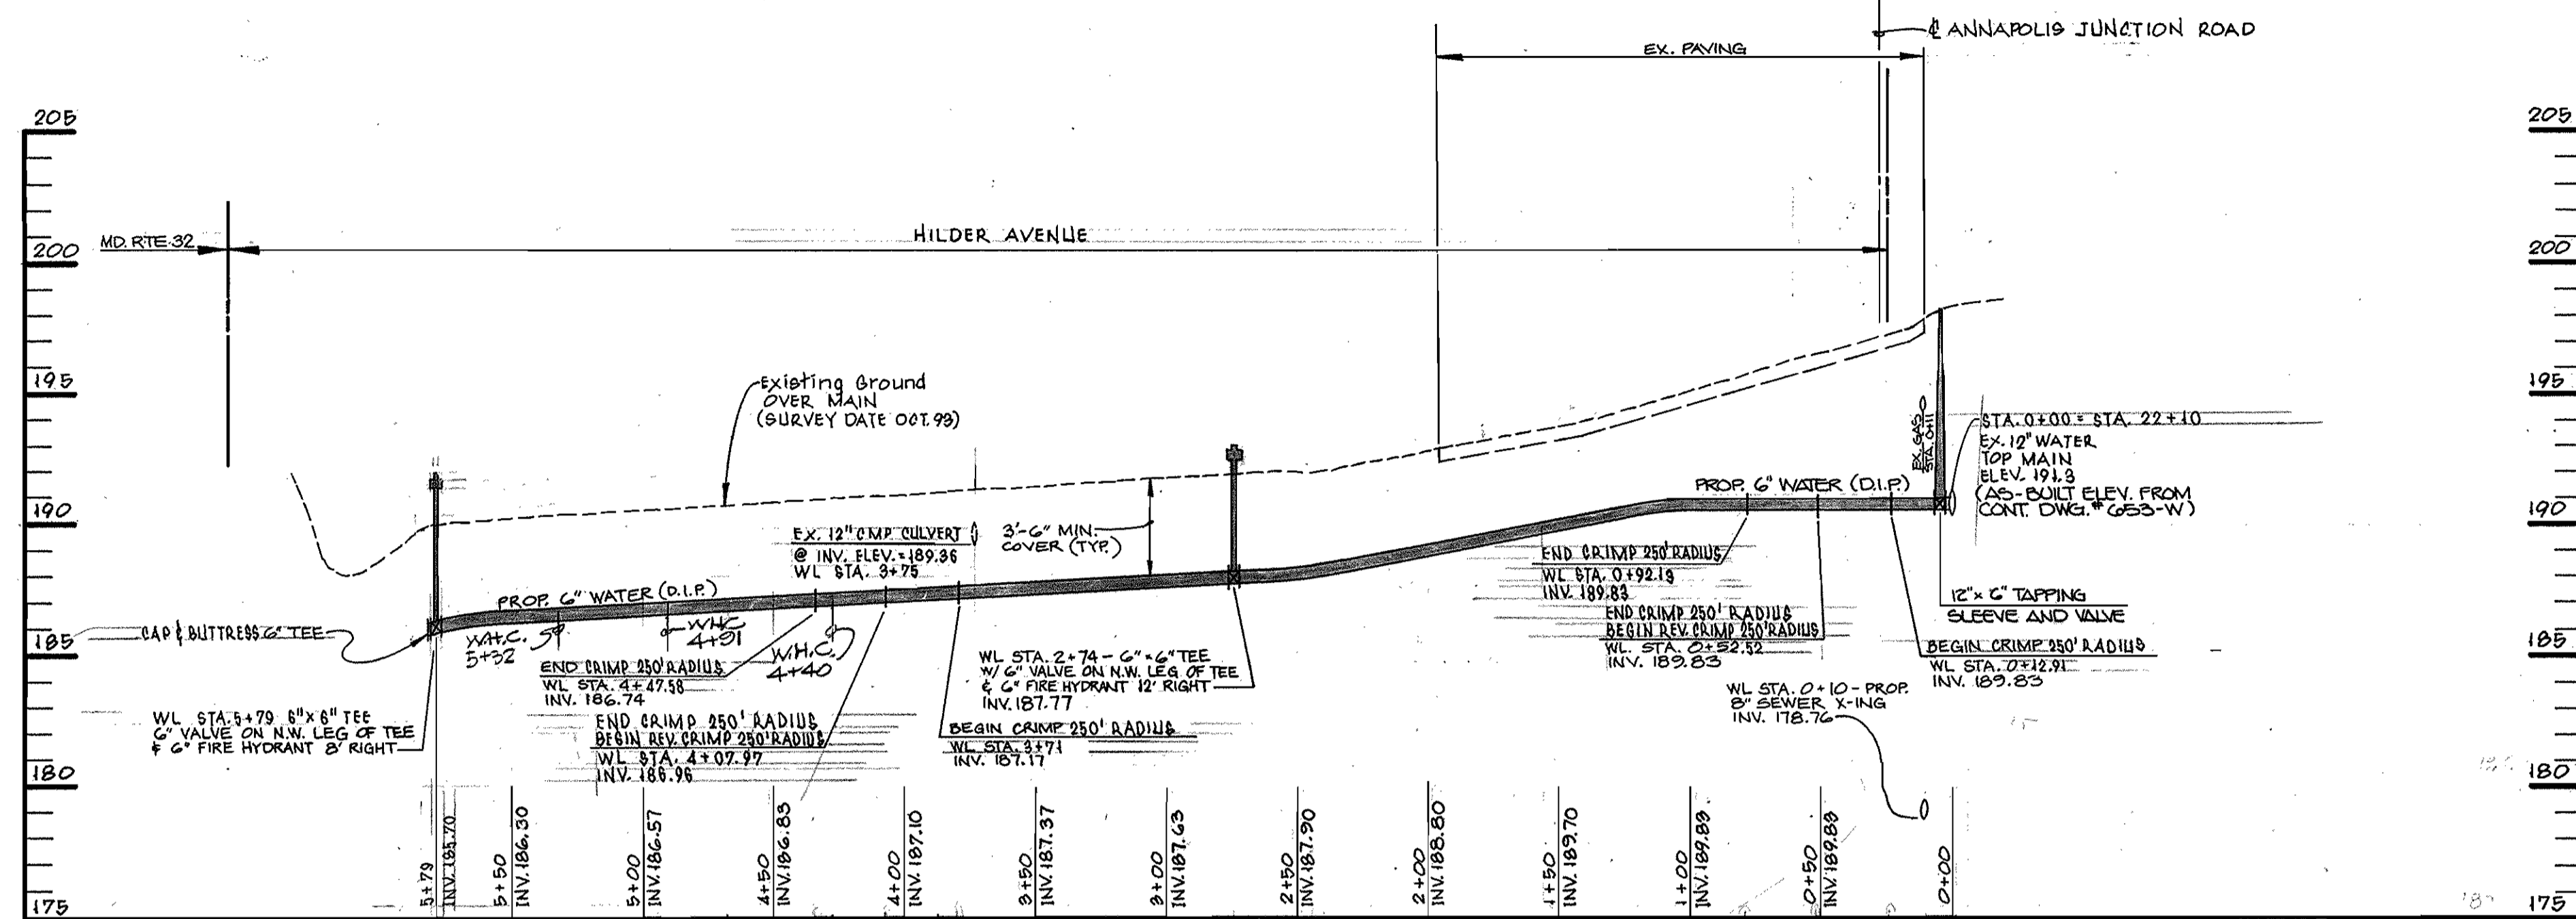 ℄ ANNAPOLIS JUNCTION ROAD
EX. PAVING
205
205
HILDER AVENUE
MD. RTE. 32
200
200
Existing Ground
OVER MAIN
(SURVEY DATE OCT. 93)
195
195
EX. GAS
STA. 0+11
STA. 0+00 = STA. 22+10
EX. 12" WATER
TOP MAIN
ELEV. 191.3
(AS-BUILT ELEV. FROM
CONT. DWG. # 653-W)
PROP. 6" WATER (D.I.P.)
190
190
EX. 12" CMP CULVERT
@ INV. ELEV. = 189.36
WL STA. 3+75
3'-6" MIN.
COVER (TYP.)
END CRIMP 250' RADIUS
WL STA. 0+92.13
INV. 189.83
END CRIMP 250' RADIUS
BEGIN REV. CRIMP 250' RADIUS
WL. STA. 0+52.52
INV. 189.83
12" x 6" TAPPING
SLEEVE AND VALVE
BEGIN CRIMP 250' RADIUS
WL STA. 0+12.91
INV. 189.83
PROP. 6" WATER (D.I.P.)
CAP & BUTTRESS 6" TEE
185
185
W.H.C.
5+32
W.H.C.
4+91
W.H.C.
4+40
END CRIMP 250' RADIUS
WL STA. 4+47.58
INV. 186.74
WL STA. 2+74 - 6" x 6" TEE
W/ 6" VALVE ON N.W. LEG OF TEE
& 6" FIRE HYDRANT 12' RIGHT
INV. 187.77
WL STA. 0+10 - PROP.
8" SEWER X-ING
INV. 178.76
WL STA. 5+79 6" x 6" TEE
6" VALVE ON N.W. LEG OF TEE
& 6" FIRE HYDRANT 8' RIGHT
END CRIMP 250' RADIUS
BEGIN REV. CRIMP 250' RADIUS
WL STA. 4+07.97
INV. 186.96
BEGIN CRIMP 250' RADIUS
WL STA. 3+71
INV. 187.17
180
180
5+79
INV. 185.70
5+50
INV. 186.30
5+00
INV. 186.57
4+50
INV. 186.83
4+00
INV. 187.10
3+50
INV. 187.37
3+00
INV. 187.63
2+50
INV. 187.90
2+00
INV. 188.80
1+50
INV. 189.70
1+00
INV. 189.89
0+50
INV. 189.89
0+00
175
175